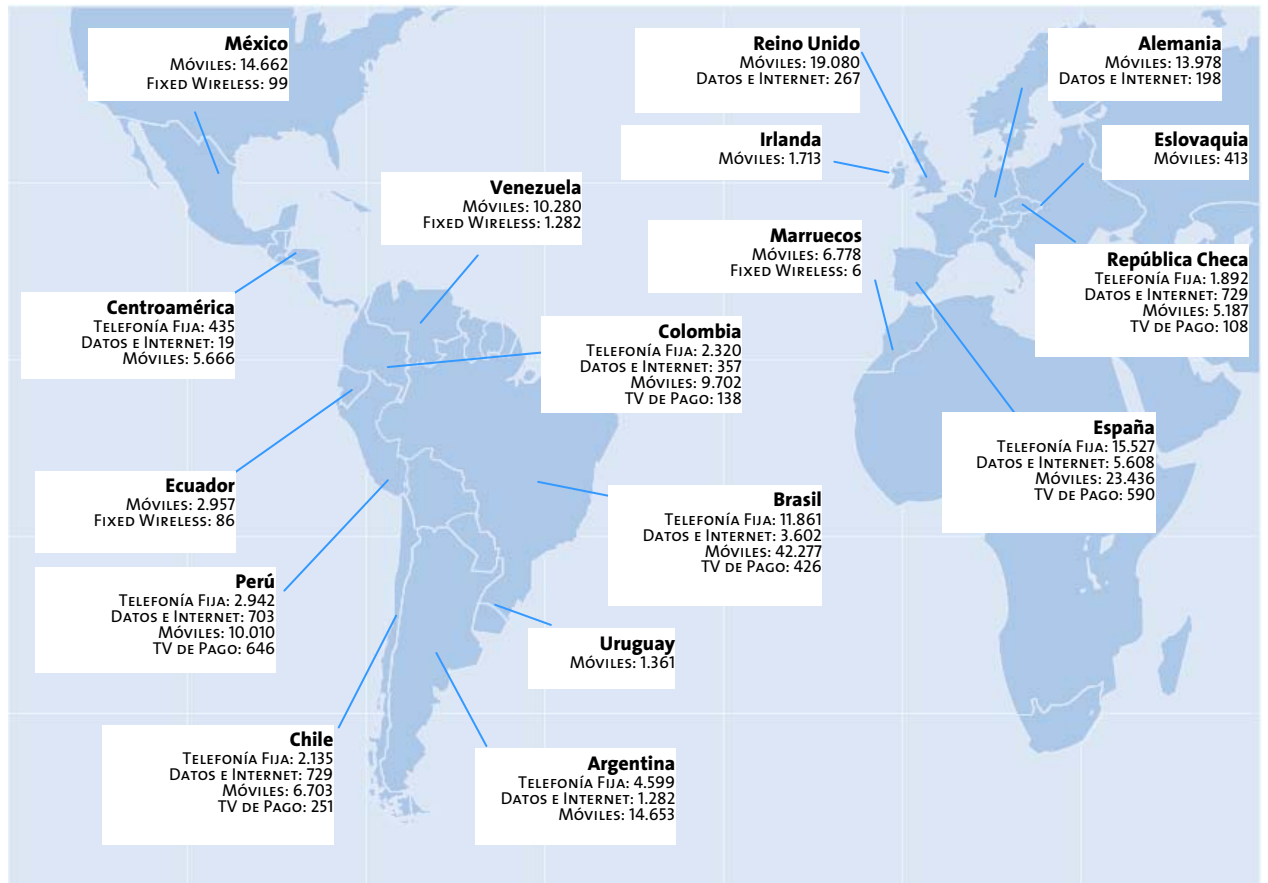 México
Móviles: 14.662
Fixed Wireless: 99
Reino Unido
Móviles: 19.080
Datos e Internet: 267
Alemania
Móviles: 13.978
Datos e Internet: 198
Irlanda
Móviles: 1.713
Eslovaquia
Móviles: 413
Venezuela
Móviles: 10.280
Fixed Wireless: 1.282
Marruecos
Móviles: 6.778
Fixed Wireless: 6
República Checa
Telefonía Fija: 1.892
Datos e Internet: 729
Móviles: 5.187
TV de Pago: 108
Centroamérica
Telefonía Fija: 435
Datos e Internet: 19
Móviles: 5.666
Colombia
Telefonía Fija: 2.320
Datos e Internet: 357
Móviles: 9.702
TV de Pago: 138
España
Telefonía Fija: 15.527
Datos e Internet: 5.608
Móviles: 23.436
TV de Pago: 590
Ecuador
Móviles: 2.957
Fixed Wireless: 86
Brasil
Telefonía Fija: 11.861
Datos e Internet: 3.602
Móviles: 42.277
TV de Pago: 426
Perú
Telefonía Fija: 2.942
Datos e Internet: 703
Móviles: 10.010
TV de Pago: 646
Uruguay
Móviles: 1.361
Chile
Telefonía Fija: 2.135
Datos e Internet: 729
Móviles: 6.703
TV de Pago: 251
Argentina
Telefonía Fija: 4.599
Datos e Internet: 1.282
Móviles: 14.653